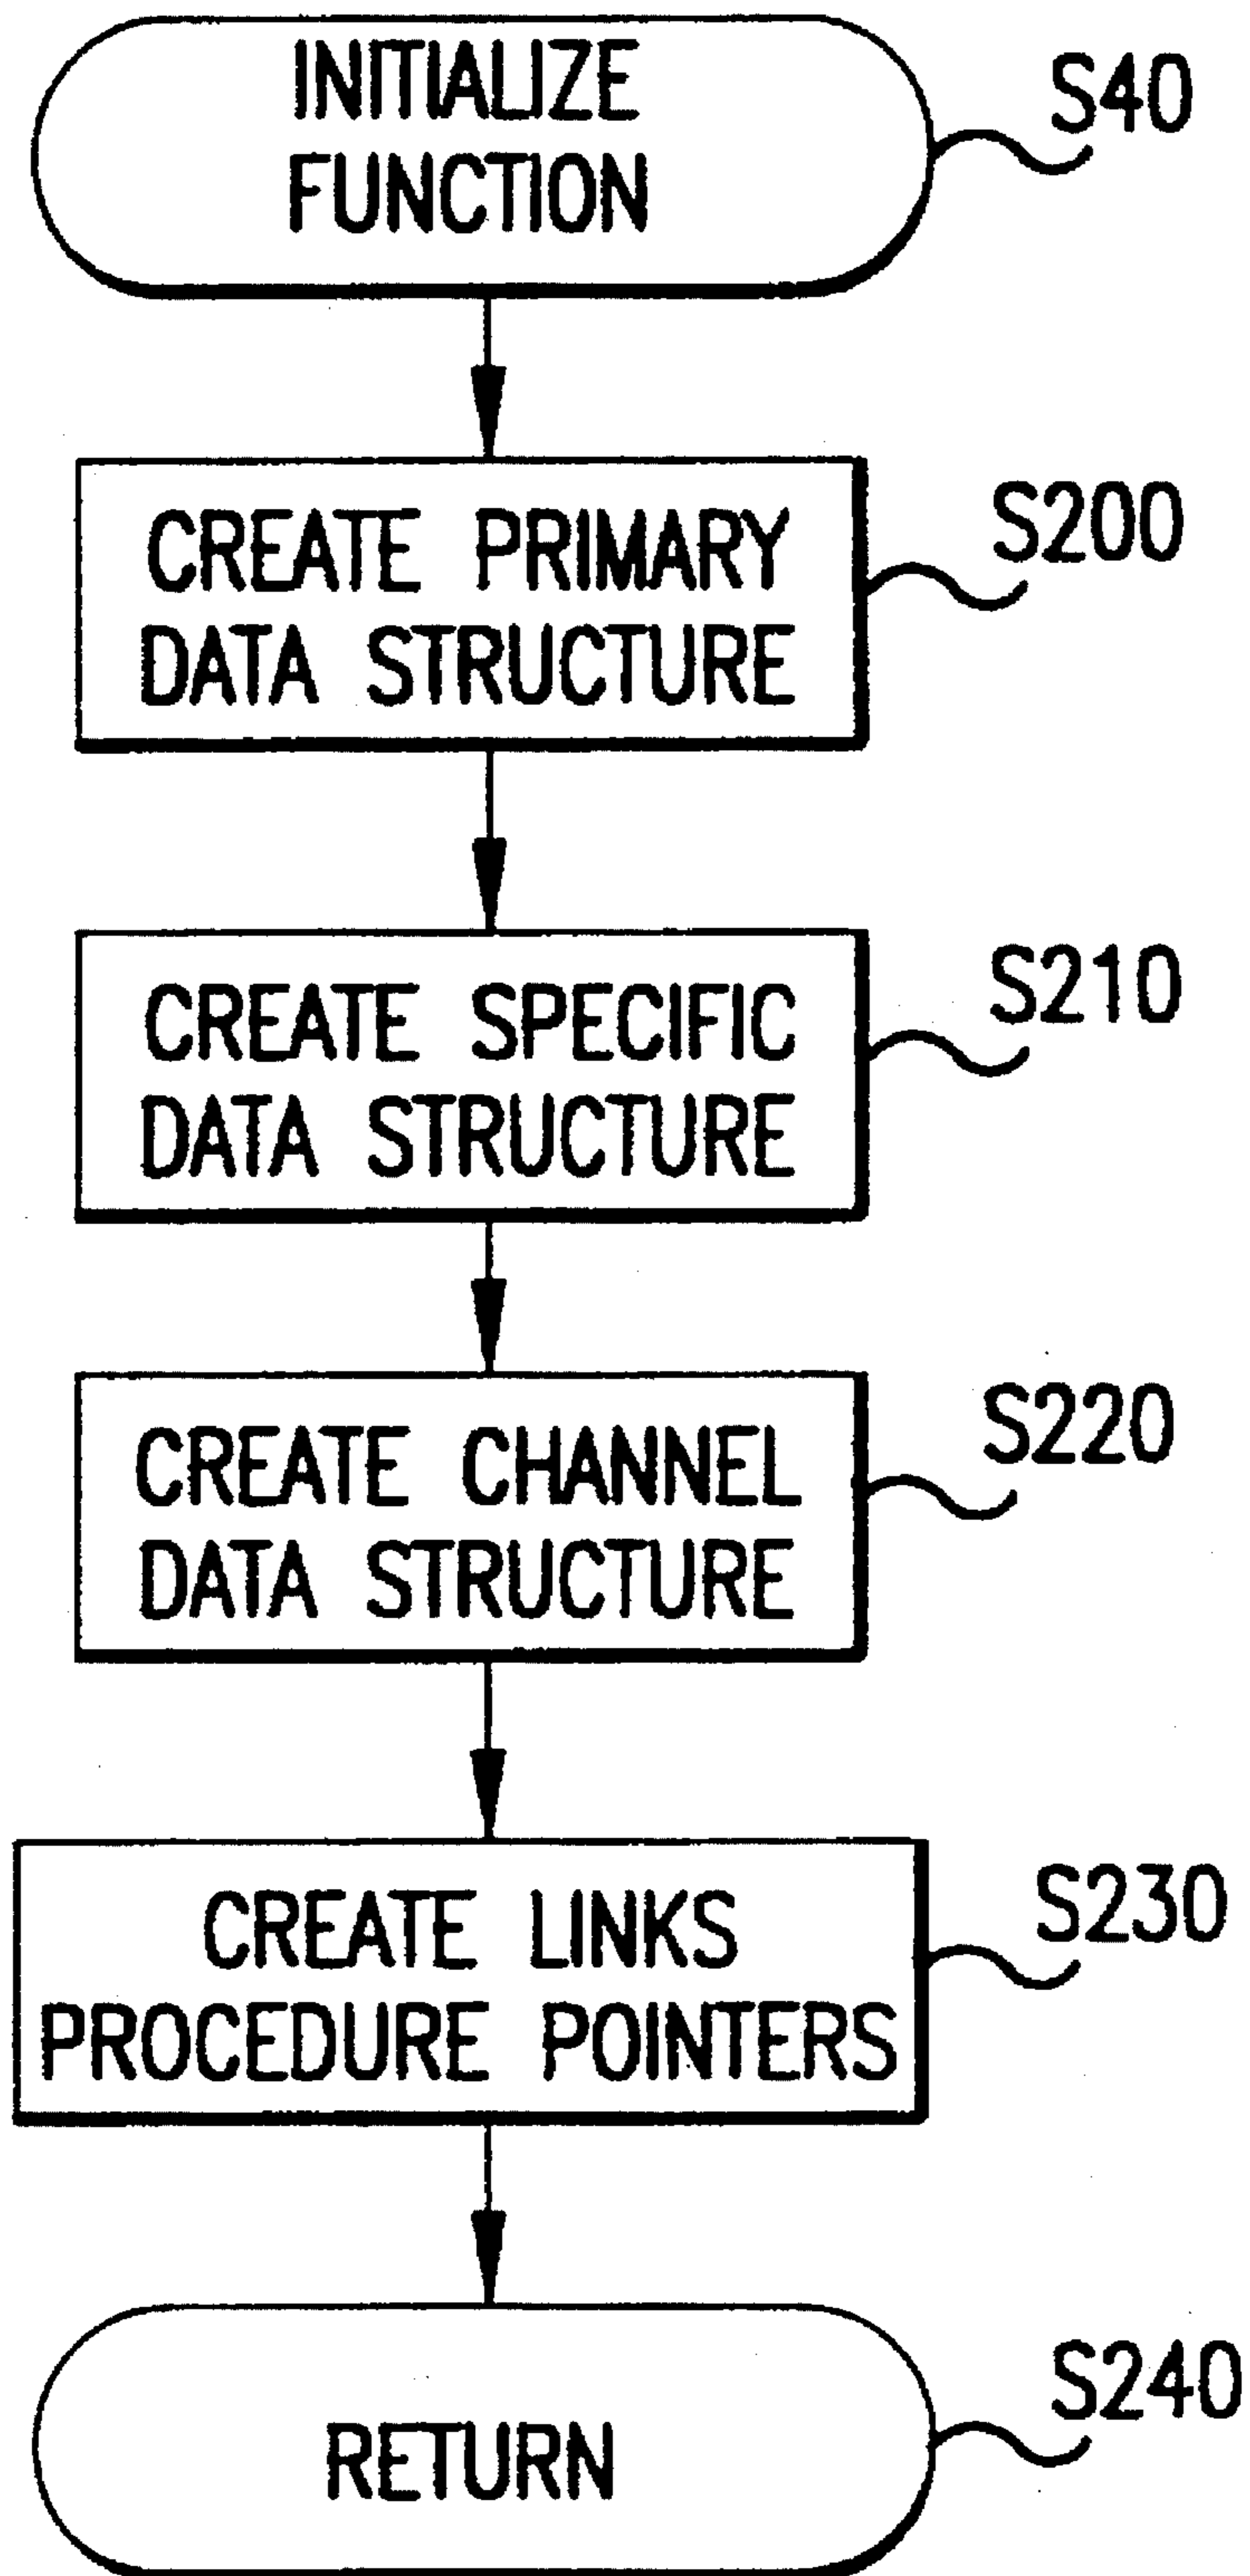 INITIALIZE
FUNCTION
S40
CREATE PRIMARY
DATA STRUCTURE
S200
CREATE SPECIFIC
DATA STRUCTURE
S210
CREATE CHANNEL
DATA STRUCTURE
S220
CREATE LINKS
PROCEDURE POINTERS
S230
RETURN
S240